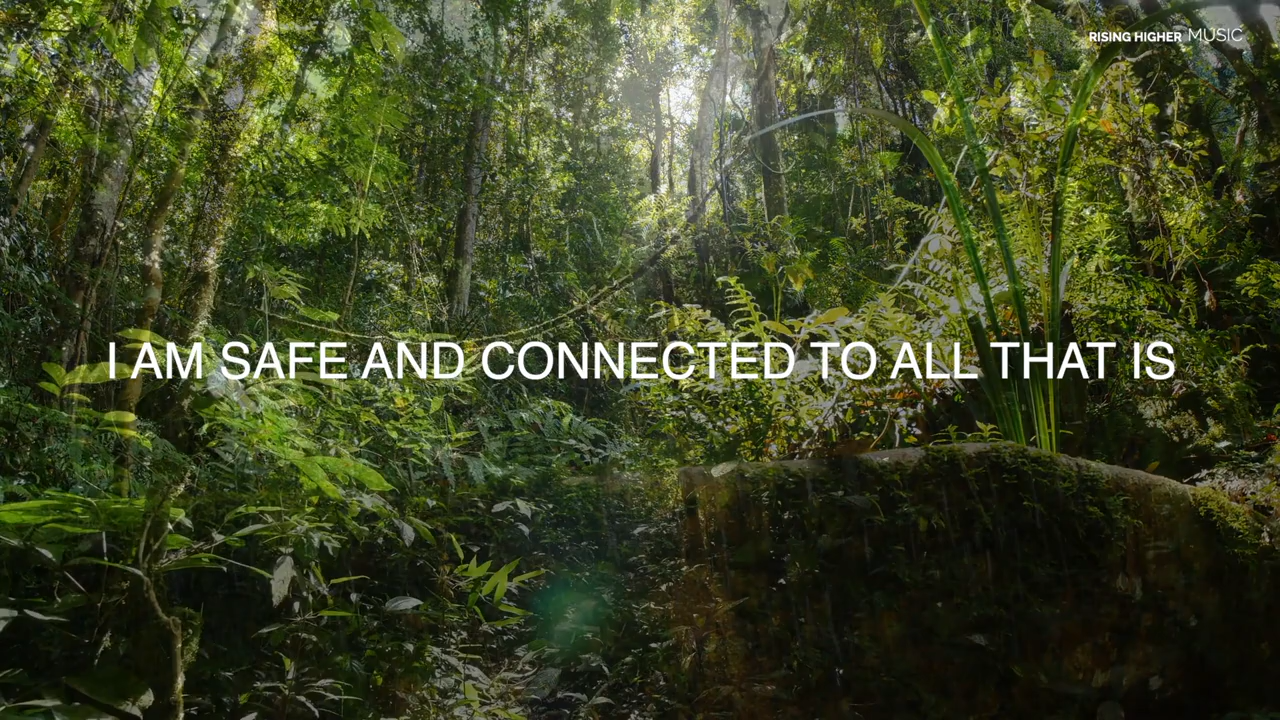 RISING HIGHER MUSIC
I AM SAFE AND CONNECTED TO ALL THAT IS